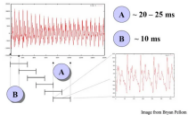 A ~ 20 – 25 ms
B ~ 10 ms
A
B
Image from Bryan Pellom